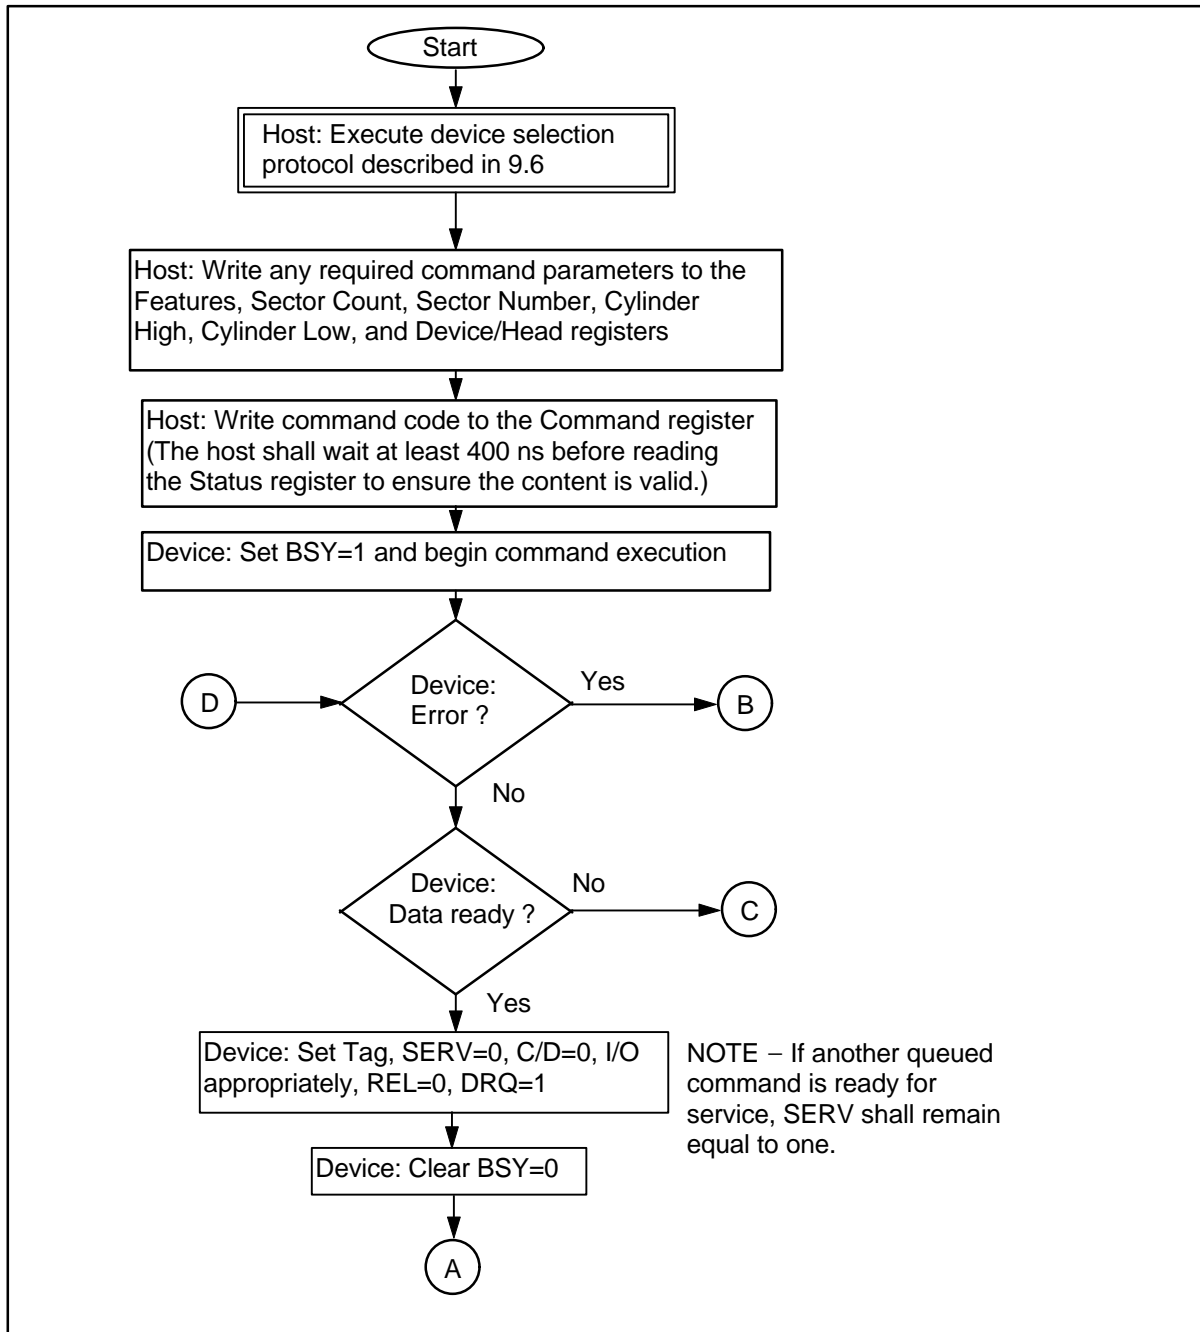 Start
Host: Execute device selection
protocol described in 9.6
Host: Write any required command parameters to the
Features, Sector Count, Sector Number, Cylinder
High, Cylinder Low, and Device/Head registers
Host: Write command code to the Command register
(The host shall wait at least 400 ns before reading
the Status register to ensure the content is valid.)
Device: Set BSY=1 and begin command execution
D
Device:
Error ?
Yes
B
No
Device:
Data ready ?
No
C
Yes
Device: Set Tag, SERV=0, C/D=0, I/O
appropriately, REL=0, DRQ=1
NOTE – If another queued
command is ready for
service, SERV shall remain
equal to one.
Device: Clear BSY=0
A